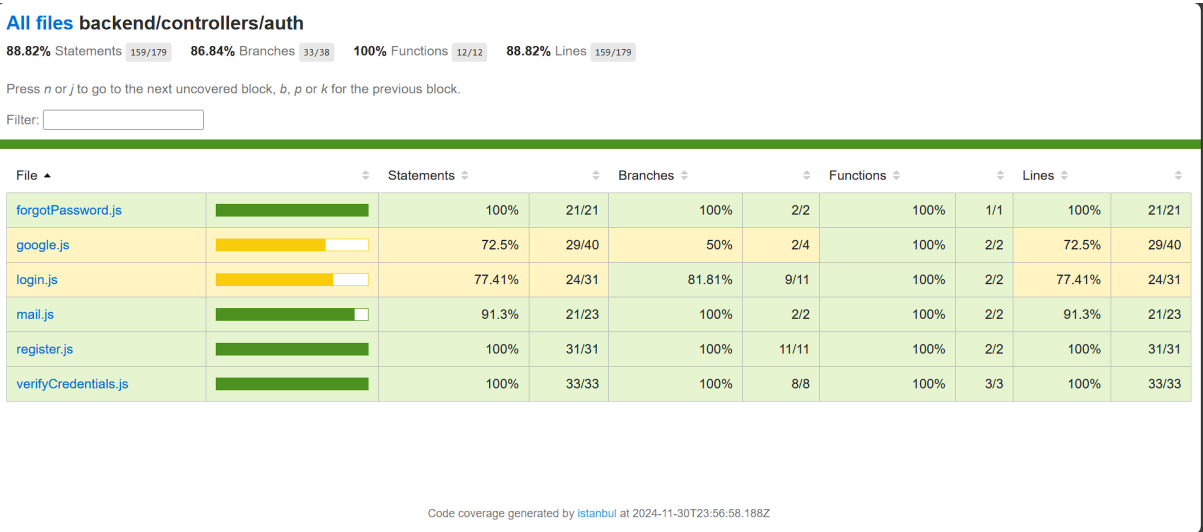 All files backend/controllers/auth
88.82% Statements 159/179 86.84% Branches 33/38 100% Functions 12/12 88.82% Lines 159/179
Press n or j to go to the next uncovered block, b, p or k for the previous block.
Filter:
File Statements Branches Functions Lines
forgotPassword.js 100% 21/21 100% 2/2 100% 1/1 100% 21/21
google.js 72.5% 29/40 50% 2/4 100% 2/2 72.5% 29/40
login.js 77.41% 24/31 81.81% 9/11 100% 2/2 77.41% 24/31
mail.js 91.3% 21/23 100% 2/2 100% 2/2 91.3% 21/23
register.js 100% 31/31 100% 11/11 100% 2/2 100% 31/31
verifyCredentials.js 100% 33/33 100% 8/8 100% 3/3 100% 33/33
Code coverage generated by istanbul at 2024-11-30T23:56:58.188Z